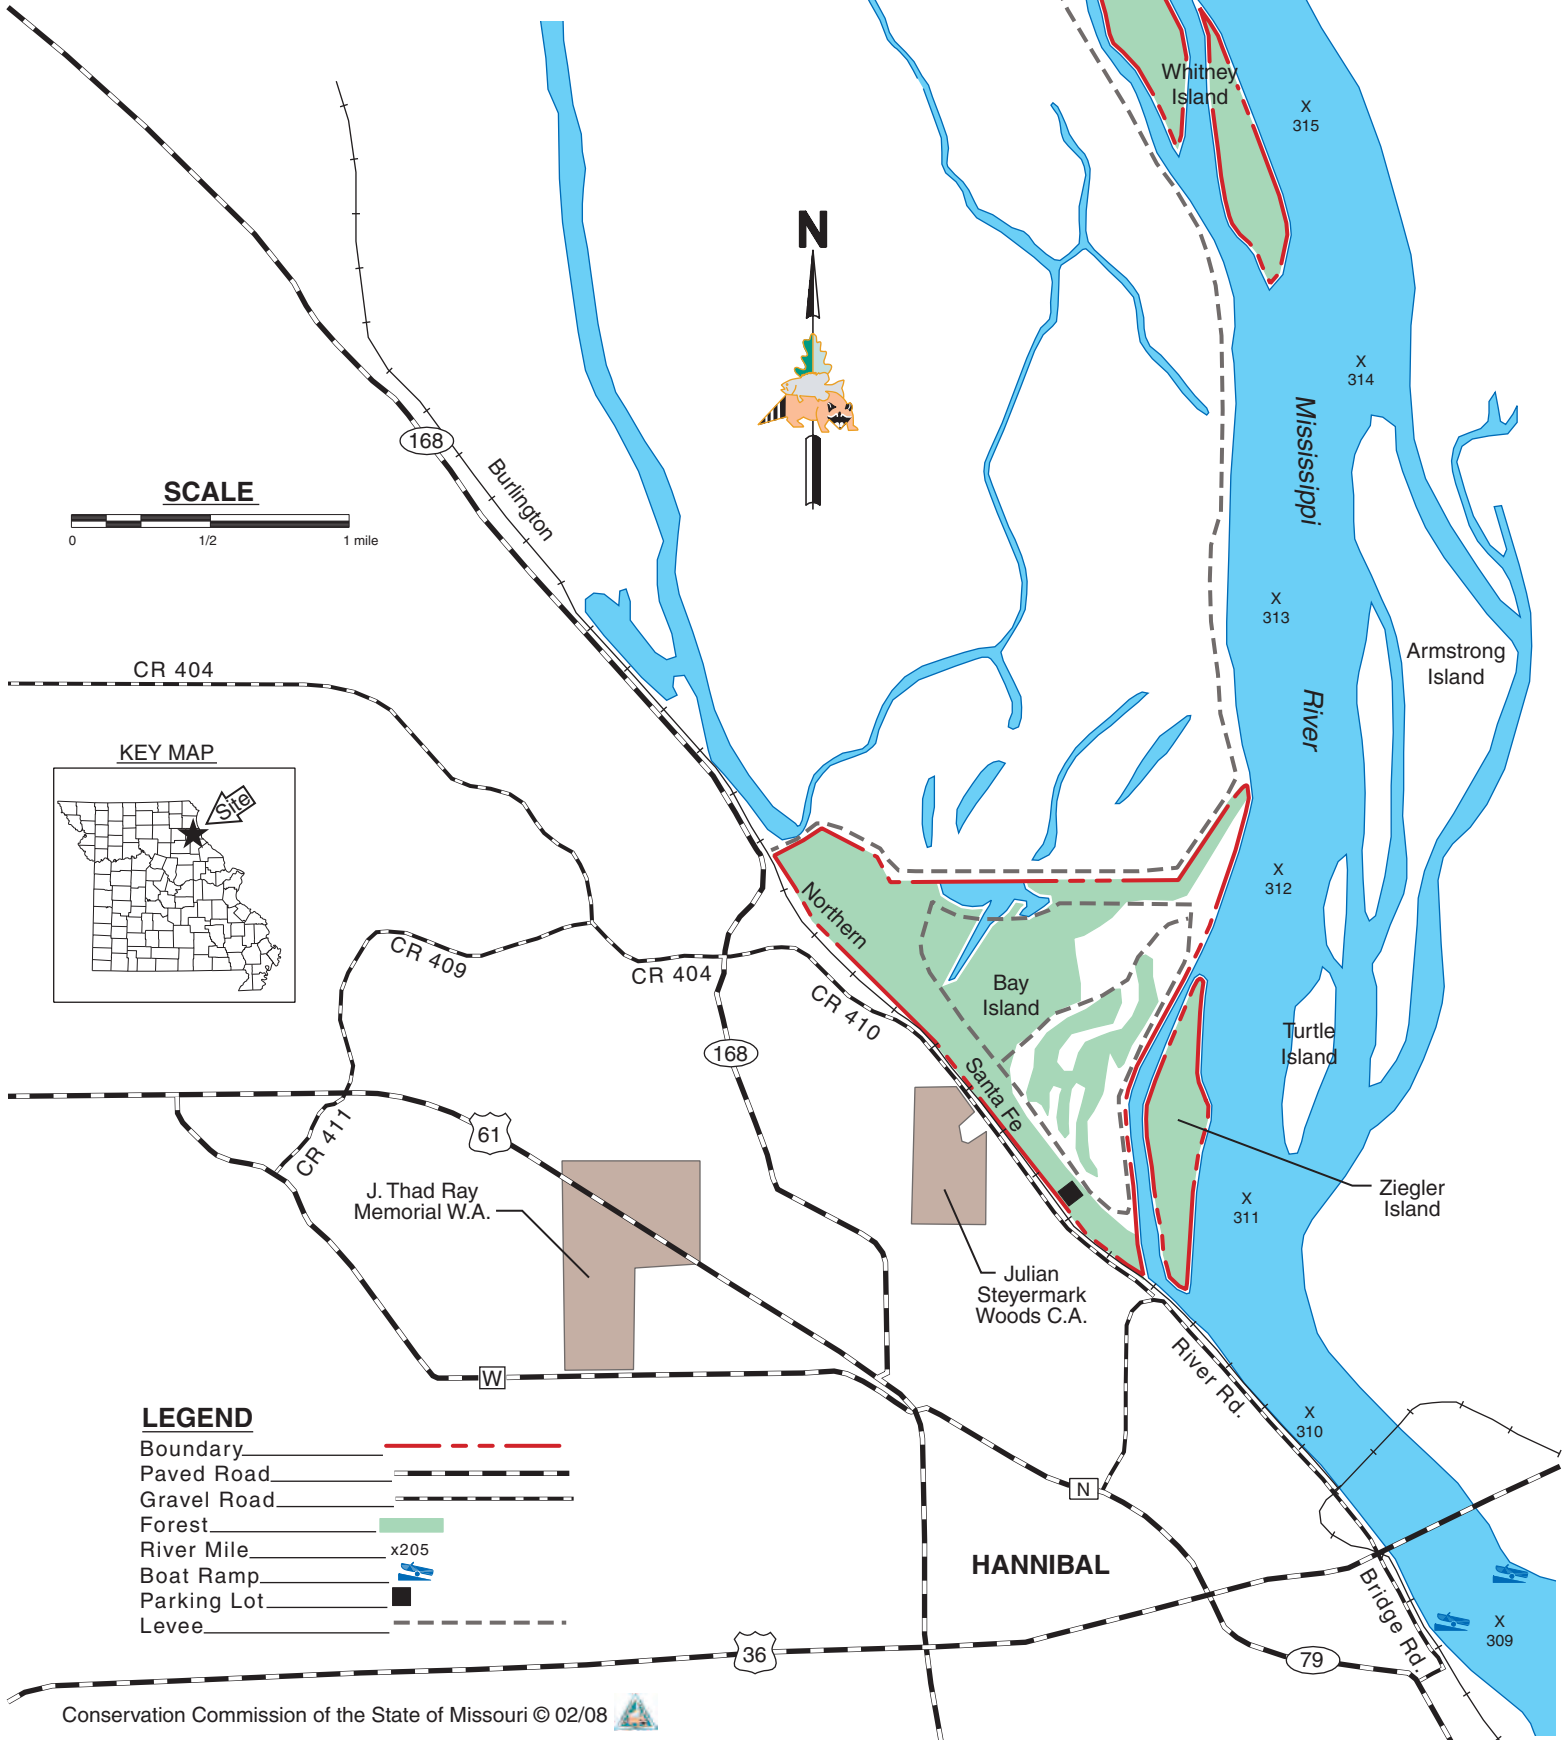 Whitney
Island
X
315
N
X
314
Mississippi
168
Burlington
SCALE
0 1/2 1 mile
X
313
Armstrong
Island
CR 404
River
KEY MAP
Site
X
312
Northern
CR 409
CR 404
Bay
Island
CR 410
Turtle
Island
168
Santa Fe
61
CR 411
J. Thad Ray
Memorial W.A.
Ziegler
Island
X
311
Julian
Steyermark
Woods C.A.
River Rd.
W
X
310
LEGEND
Boundary
Paved Road
Gravel Road
Forest
River Mile x205
Boat Ramp
Parking Lot
Levee
N
HANNIBAL
Bridge Rd.
X
309
36
79
Conservation Commission of the State of Missouri © 02/08